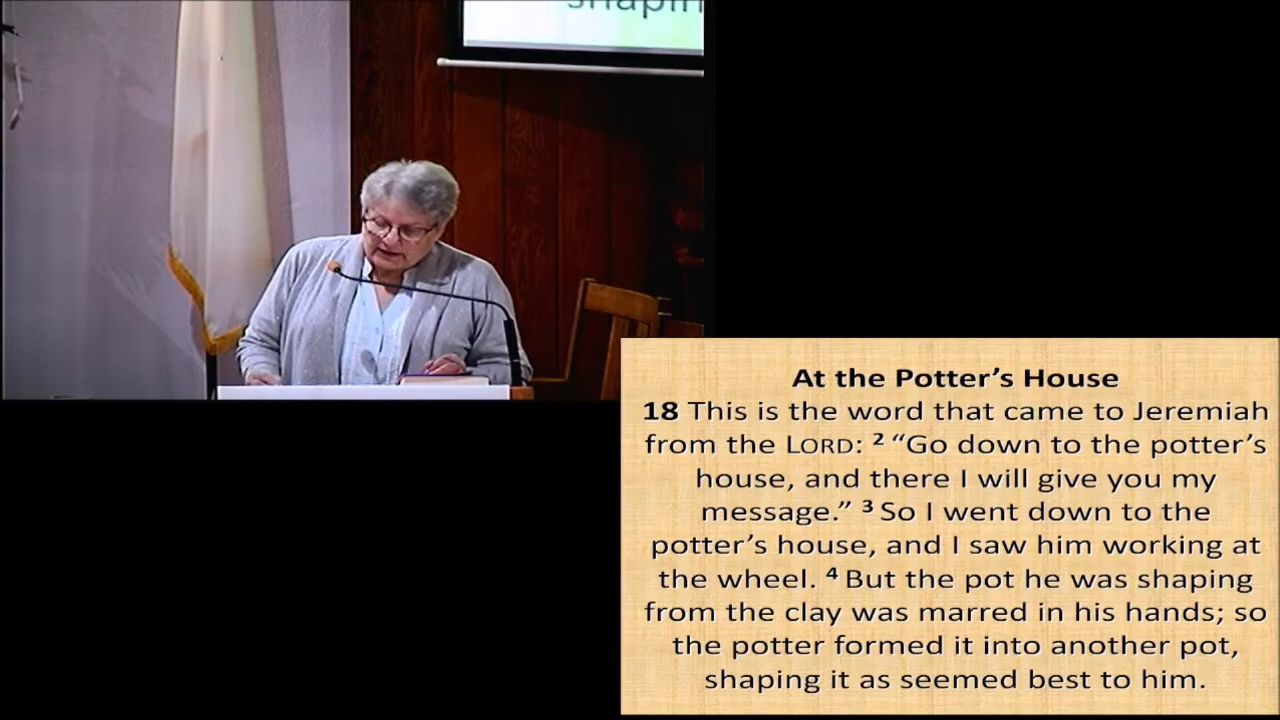 shapin
At the Potter’s House
18 This is the word that came to Jeremiah
from the LORD: 2 “Go down to the potter’s
house, and there I will give you my
message.” 3 So I went down to the
potter’s house, and I saw him working at
the wheel. 4 But the pot he was shaping
from the clay was marred in his hands; so
the potter formed it into another pot,
shaping it as seemed best to him.